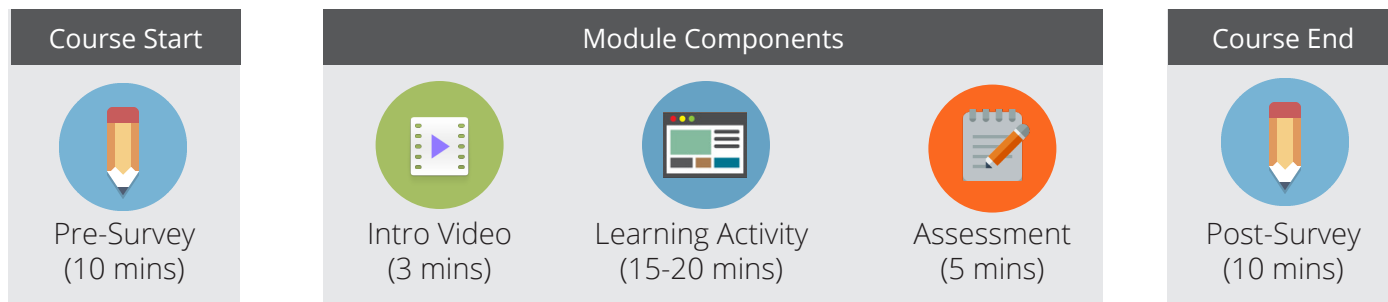 Course Start
Pre-Survey
(10 mins)
Module Components
Intro Video
(3 mins)
Learning Activity
(15-20 mins)
Assessment
(5 mins)
Course End
Post-Survey
(10 mins)